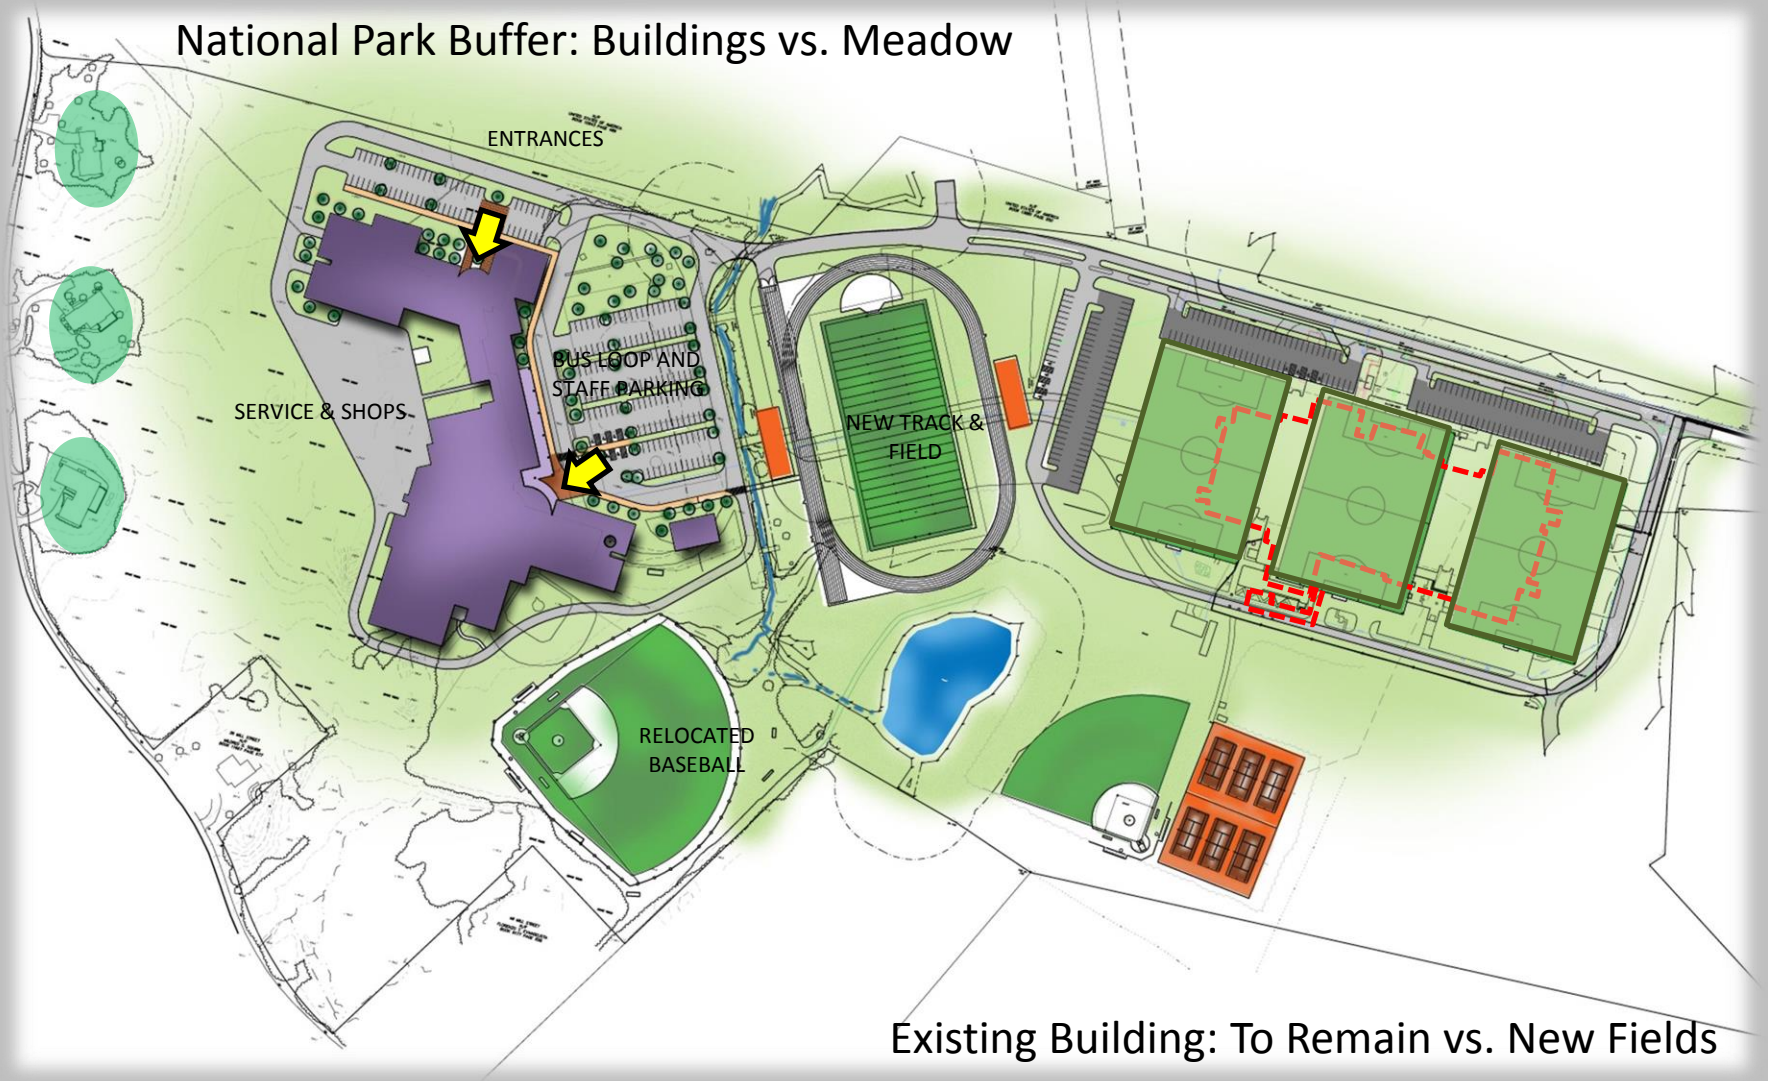 National Park Buffer: Buildings vs. Meadow
ENTRANCES
BUS LOOP AND
STAFF PARKING
SERVICE & SHOPS
NEW TRACK &
FIELD
RELOCATED
BASEBALL
Existing Building: To Remain vs. New Fields